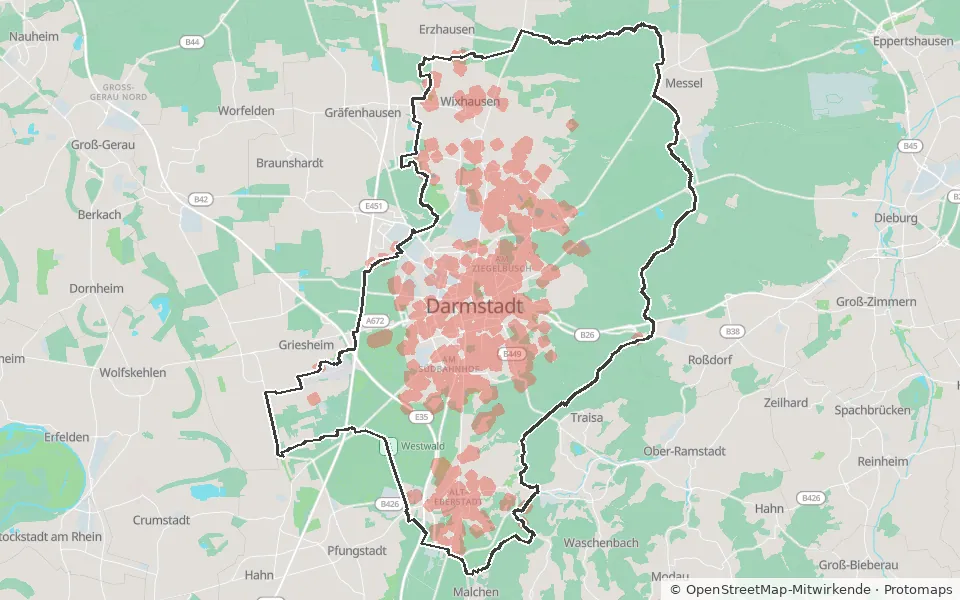 Erzhausen
Nauheim
B44
Eppertshausen
Messel
GROSS-
GERAU NORD
Wixhausen
Worfelden
Gräfenhausen
Groß-Gerau
B45
Braunshardt
B42
E451
Berkach
Dieburg
AM
ZIEGELBUSCH
Dornheim
Groß-Zimmern
Darmstadt
A672
B26
B38
Griesheim
B449
Roßdorf
AM
SÜDBAHNHOF
Wolfskehlen
Zeilhard
Spachbrücken
E35
Traisa
Erfelden
Westwald
Ober-Ramstadt
Reinheim
ALT-
EBERSTADT
B426
B426
Hahn
Crumstadt
Stockstadt am Rhein
Waschenbach
Pfungstadt
Groß-Bieberau
Hahn
Modau
Malchen
© OpenStreetMap-Mitwirkende · Protomaps